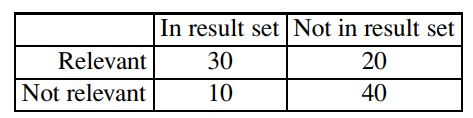 In result set Not in result set
Relevant 30 20
Not relevant 10 40